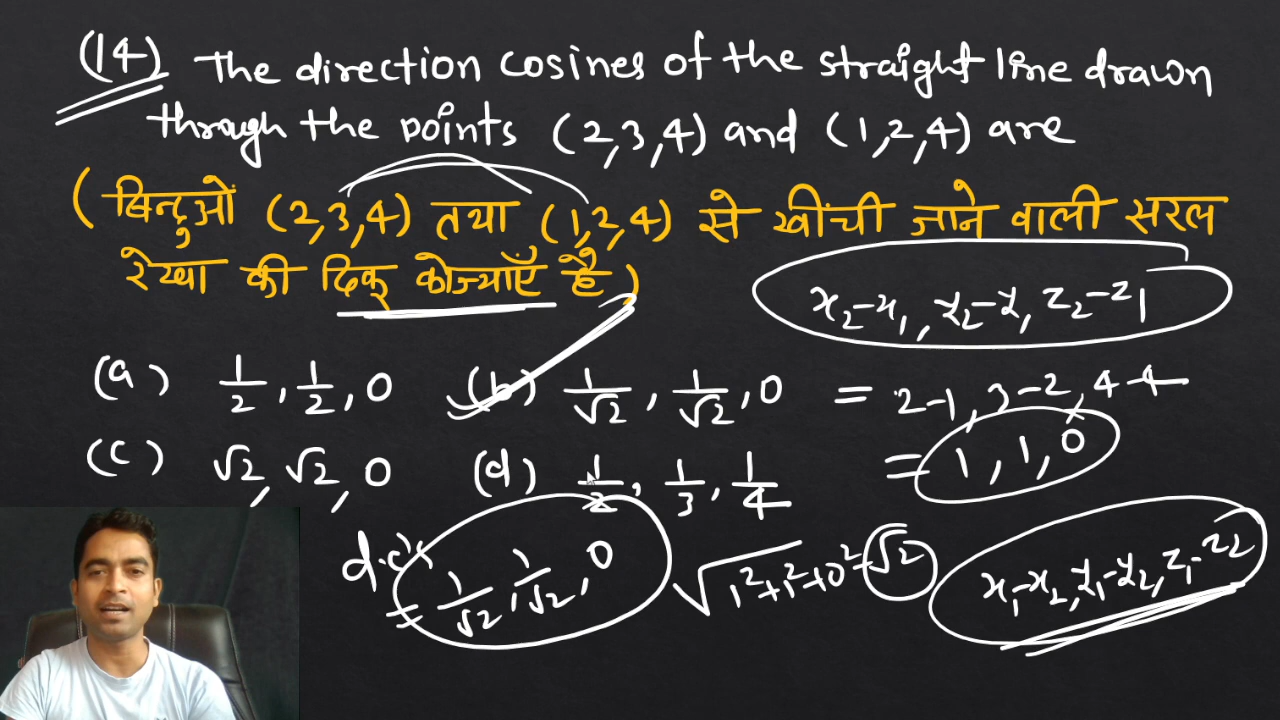 (14) The direction cosines of the straight line drawn
through the points (2,3,4) and (1,2,4) are
(बिन्दुओं (2,3,4) तथा (1,2,4) से खींची जाने वाली सरल
रेखा की दिक् कोज्याएँ है)
x₂-x₁, y₂-y, z₂-z₁
(a) 1/2, 1/2, 0 (b) 1/√2, 1/√2, 0 = 2-1, 3-2, 4-4
(c) √2, √2, 0 (d) 1/2, 1/3, 1/4 = 1, 1, 0
d.c's = 1/√2, 1/√2, 0 √1²+1²+0² = √2 x₁-x₂, y₁-y₂, z₁-z₂